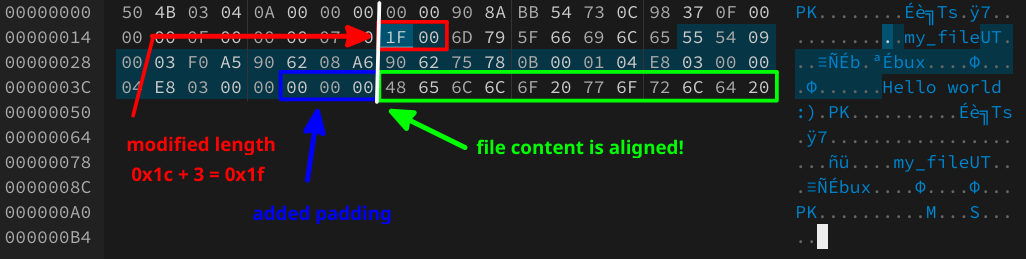 00000000 50 4B 03 04 0A 00 00 00 00 00 90 8A BB 54 73 0C 98 37 0F 00 PK........Éè╗Ts.ÿ7..
00000014 00 00 0F 00 00 00 07 00 1F 00 6D 79 5F 66 69 6C 65 55 54 09 ..........my_fileUT.
00000028 00 03 F0 A5 90 62 08 A6 90 62 75 78 0B 00 01 04 E8 03 00 00 ..≡ÑÉb.ªÉbux....Φ...
0000003C 04 E8 03 00 00 00 00 00 48 65 6C 6C 6F 20 77 6F 72 6C 64 20 .Φ......Hello world
00000050 :).PK..........Éè╗Ts
00000064 .ÿ7.................
00000078 ...ñú....my_fileUT..
0000008C .≡ÑÉbux....Φ....Φ...
000000A0 PK..........M...S...
000000B4 ..
modified length
0x1c + 3 = 0x1f
added padding
file content is aligned!